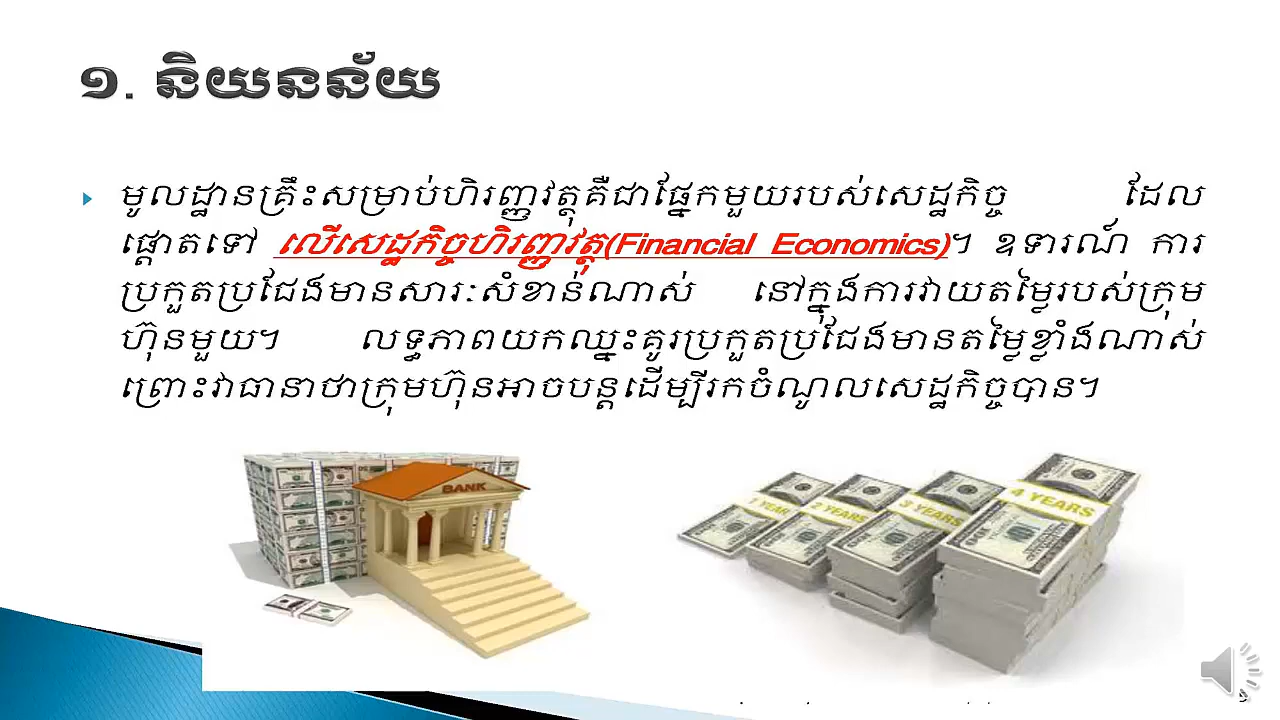 ១. និយនន័យ
មូលដ្ឋានគ្រឹះសម្រាប់ហិរញ្ញវត្ថុគឺជាផ្នែកមួយរបស់សេដ្ឋកិច្ច ដែល
ផ្តោតទៅ លើសេដ្ឋកិច្ចហិរញ្ញវត្ថុ(Financial Economics)។ ឧទារណ៍ ការ
ប្រកួតប្រជែងមានសារៈសំខាន់ណាស់ នៅក្នុងការវាយតម្លៃរបស់ក្រុម
ហ៊ុនមួយ។ លទ្ធភាពយកឈ្នះគូរប្រកួតប្រជែងមានតម្លៃខ្លាំងណាស់
ព្រោះវាធានាថាក្រុមហ៊ុនអាចបន្តដើម្បីរកចំណូលសេដ្ឋកិច្ចបាន។
BANK
1 YEAR
2 YEARS
3 YEARS
4 YEARS